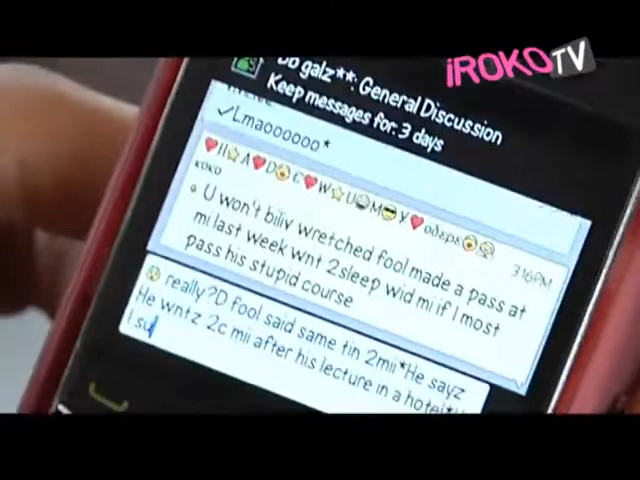 iROKOTV
galz**: General Discussion
Keep messages for: 3 days
✓Lmaoooooo*
koko
3:16PM
U won't biliv wretched fool made a pass at
mi last week wnt 2sleep wid mi if I most
pass his stupid course
really?D fool said same tin 2mii*He sayz
He wntz 2c mii after his lecture in a hotel*
I su